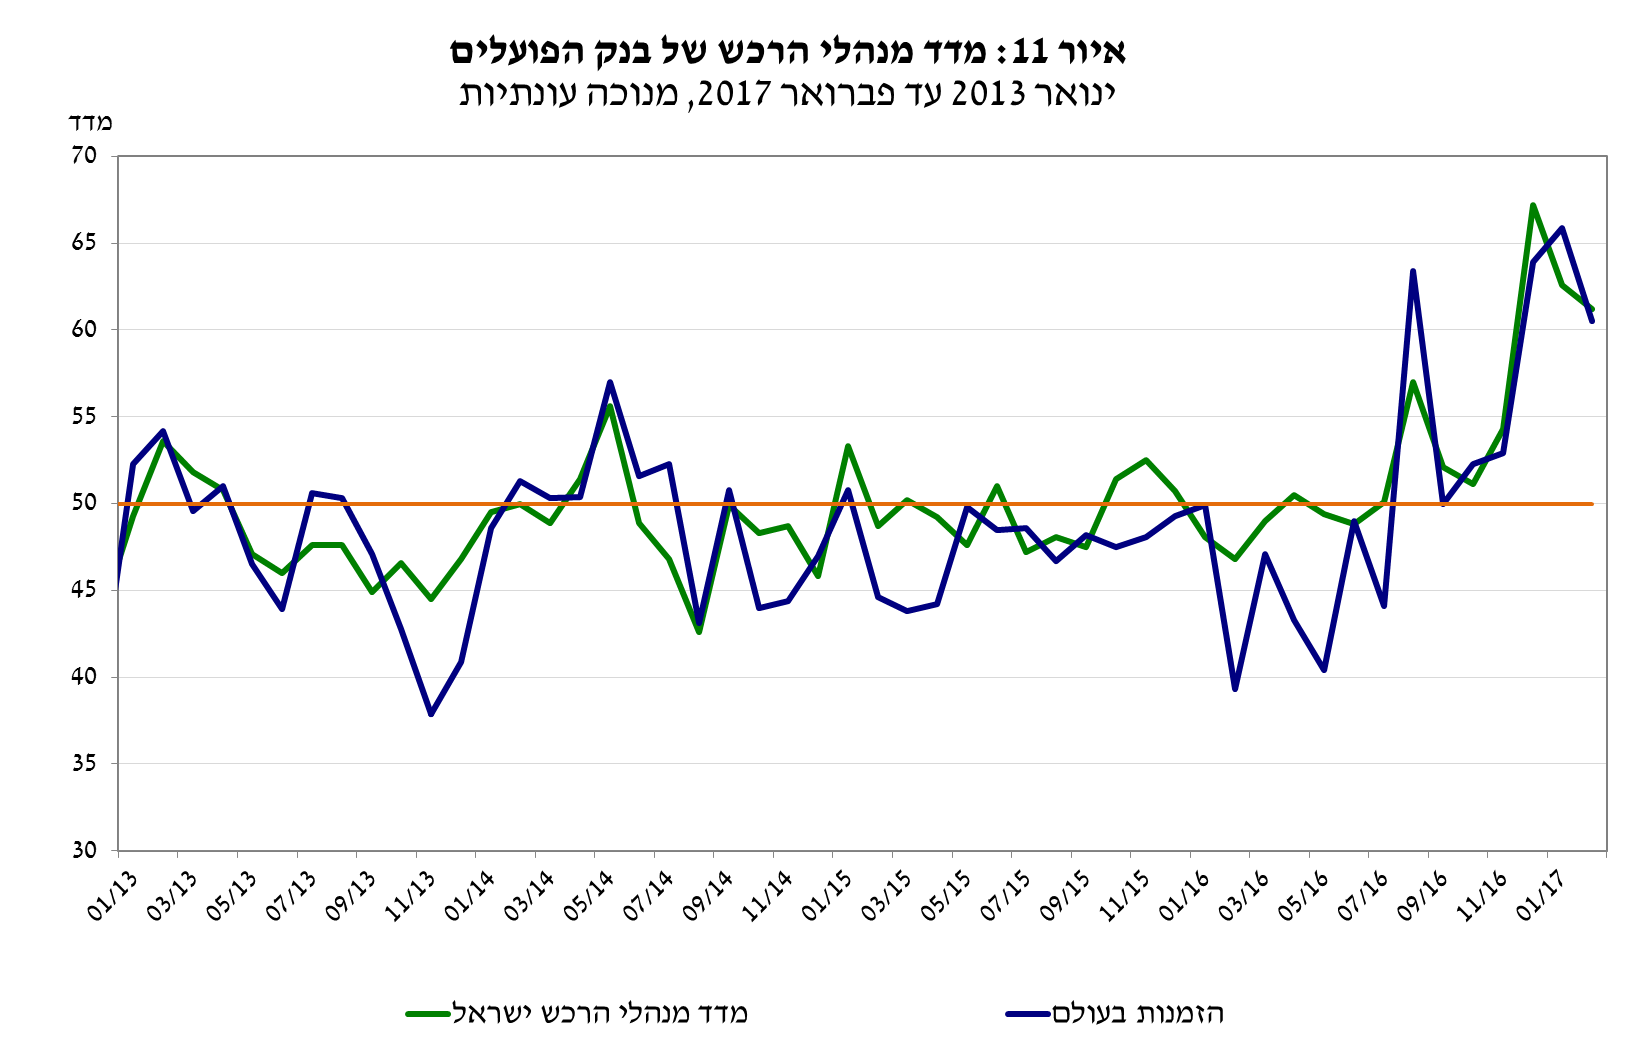 איור 11: מדד מנהלי הרכש של בנק הפועלים
ינואר 2013 עד פברואר 2017, מנוכה עונתיות
מדד
70
65
60
55
50
45
40
35
30
01/13 03/13 05/13 07/13 09/13 11/13 01/14 03/14 05/14 07/14 09/14 11/14 01/15 03/15 05/15 07/15 09/15 11/15 01/16 03/16 05/16 07/16 09/16 11/16 01/17
הזמנות בעולם
מדד מנהלי הרכש ישראל